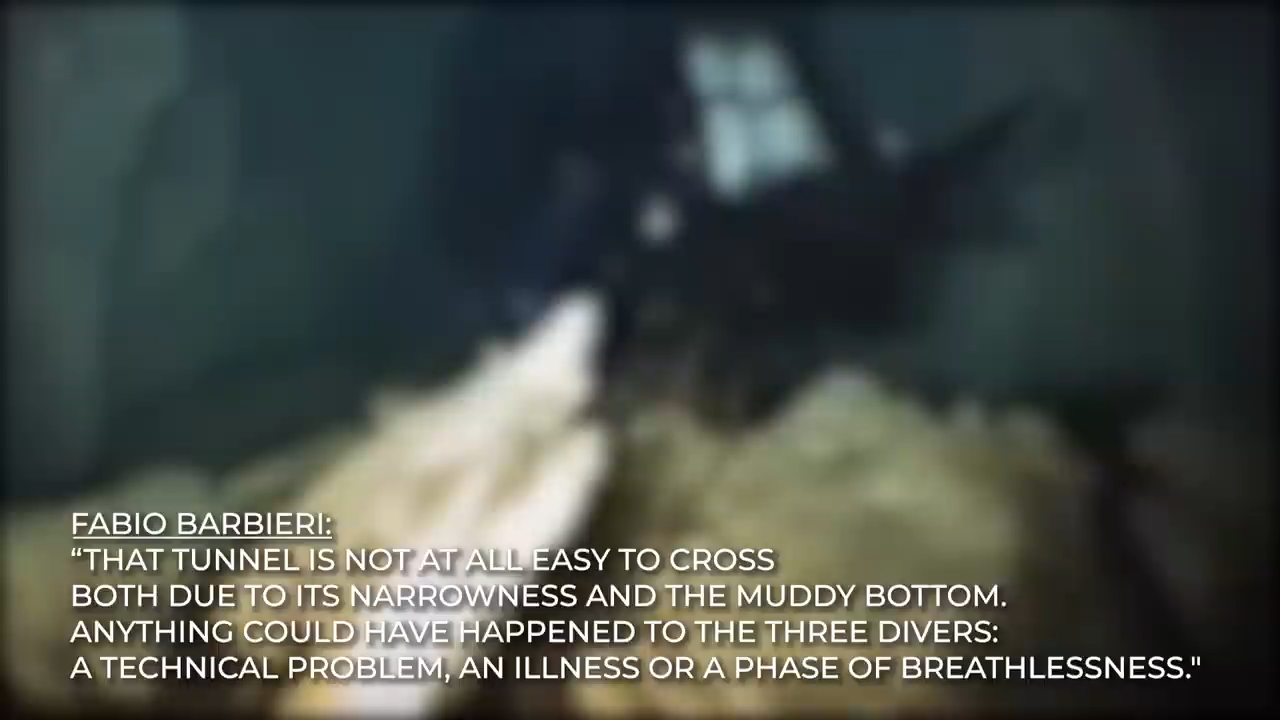 FABIO BARBIERI:
“THAT TUNNEL IS NOT AT ALL EASY TO CROSS
BOTH DUE TO ITS NARROWNESS AND THE MUDDY BOTTOM.
ANYTHING COULD HAVE HAPPENED TO THE THREE DIVERS:
A TECHNICAL PROBLEM, AN ILLNESS OR A PHASE OF BREATHLESSNESS."